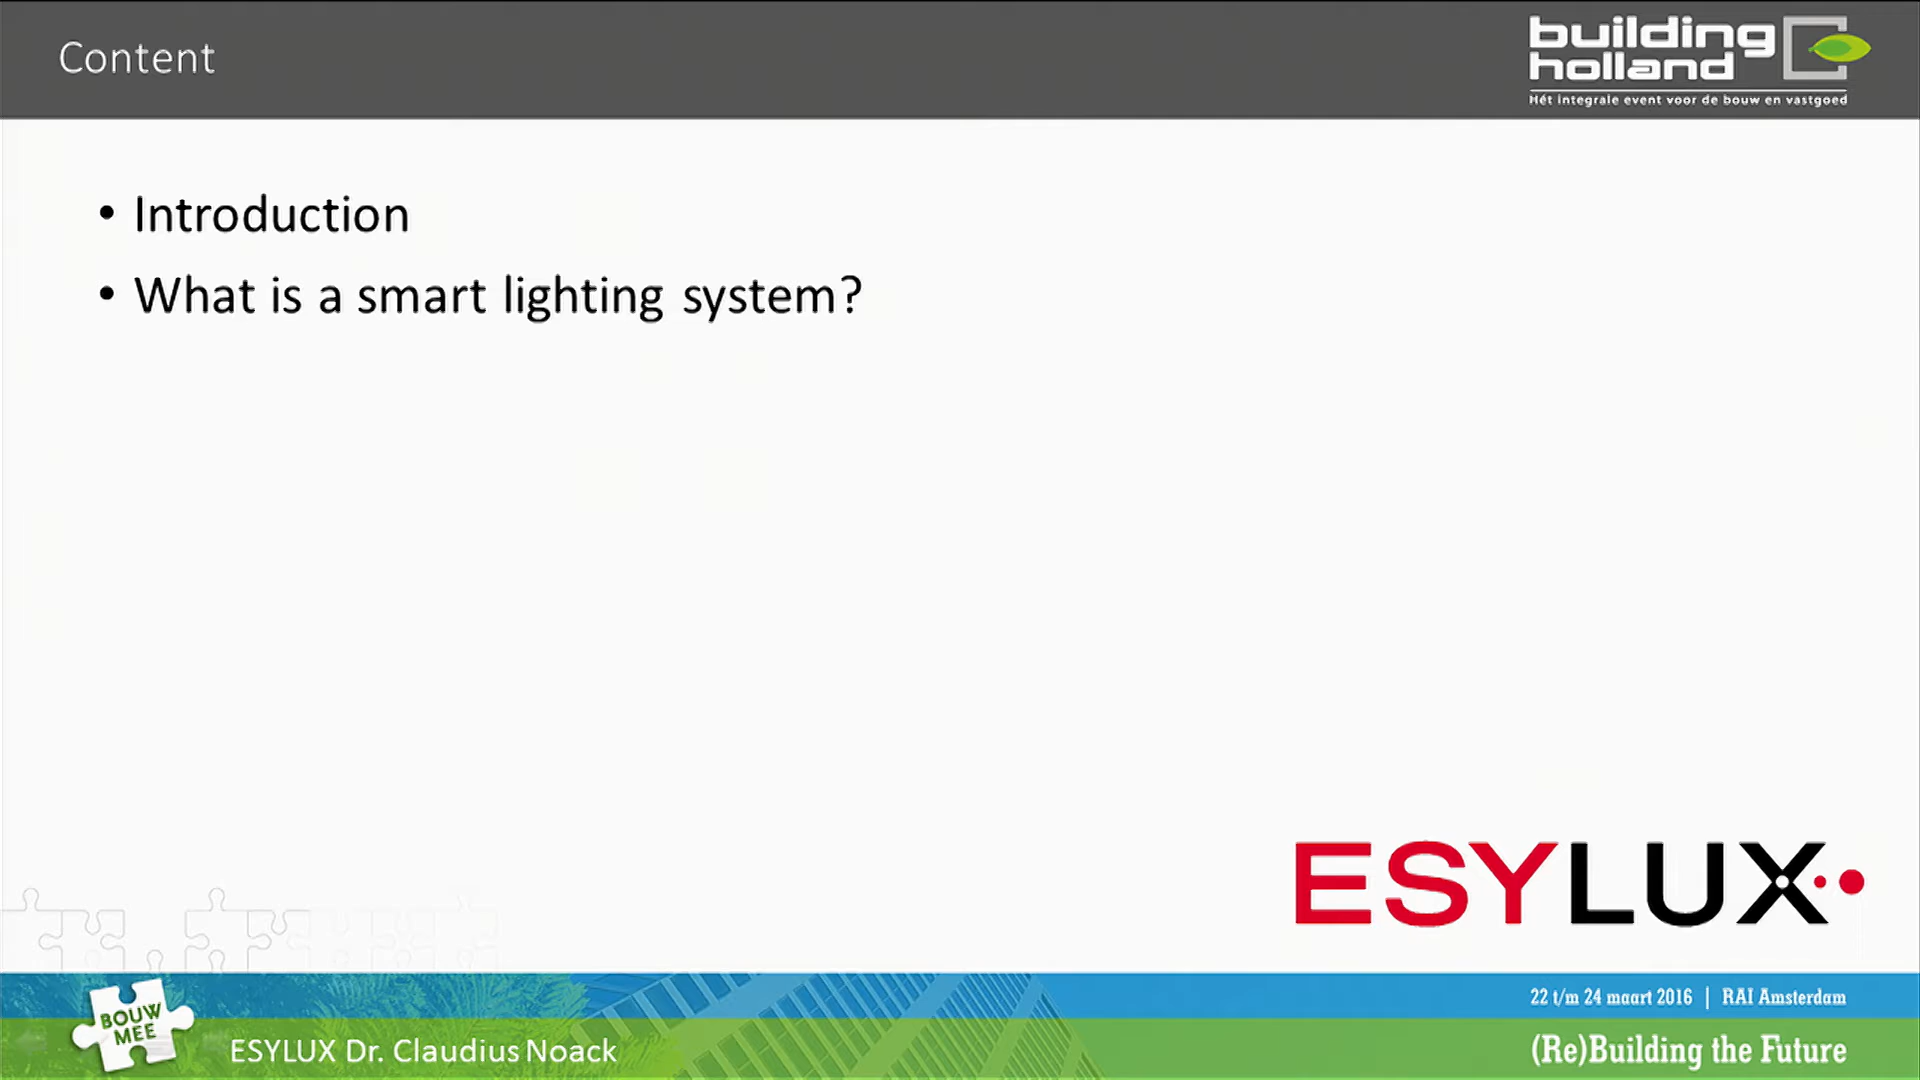 Content
building
holland
Hét integrale event voor de bouw en vastgoed
• Introduction
• What is a smart lighting system?
ESYLUX
BOUW
MEE
ESYLUX Dr. Claudius Noack
22 t/m 24 maart 2016 | RAI Amsterdam
(Re)Building the Future